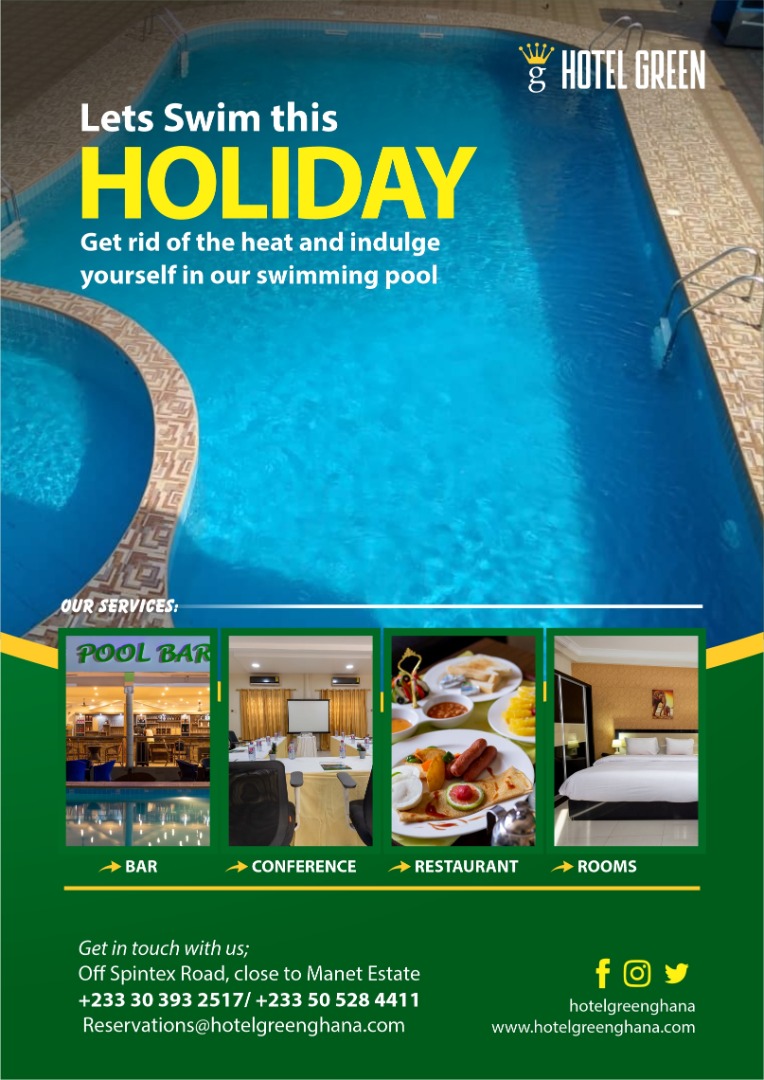 g HOTEL GREEN
Lets Swim this
HOLIDAY
Get rid of the heat and indulge
yourself in our swimming pool
OUR SERVICES:
POOL BAR
BAR
CONFERENCE
RESTAURANT
ROOMS
Get in touch with us;
Off Spintex Road, close to Manet Estate
+233 30 393 2517/ +233 50 528 4411
Reservations@hotelgreenghana.com
hotelgreenghana
www.hotelgreenghana.com